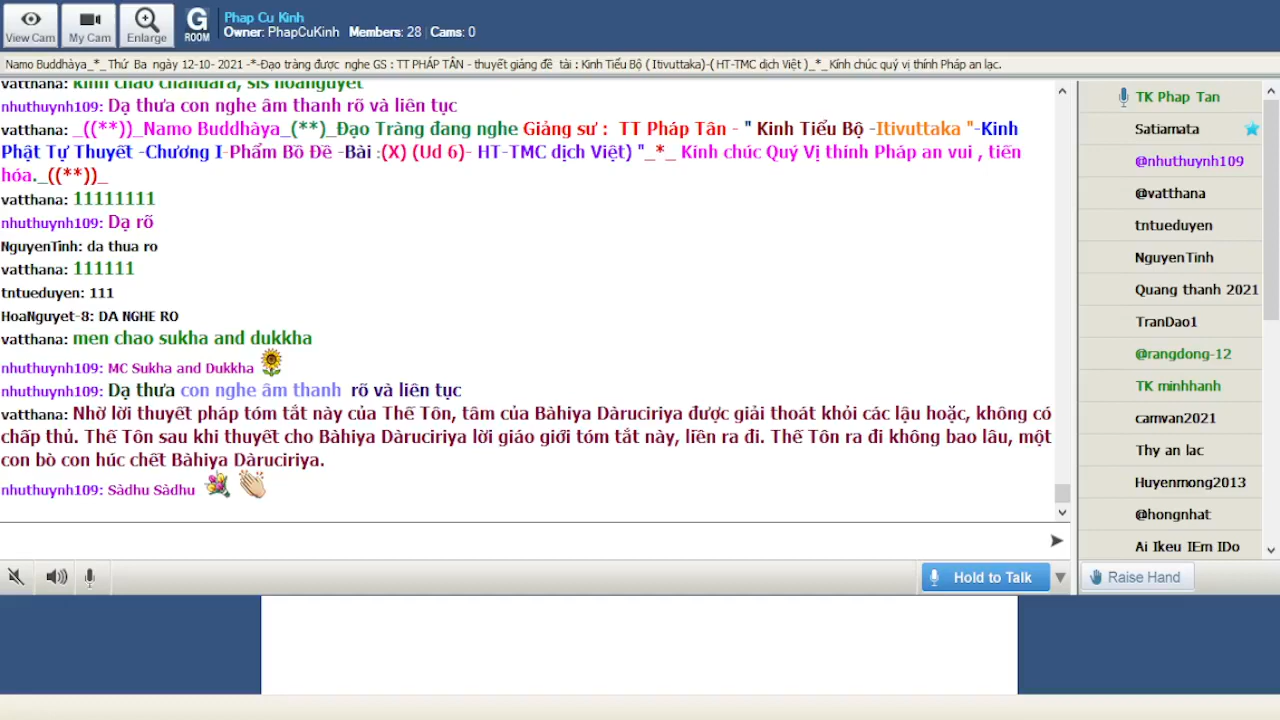 View Cam
My Cam
Enlarge
G
ROOM
Phap Cu Kinh
Owner: PhapCuKinh Members: 28 Cams: 0
Namo Buddhàya_*_ Thứ Ba ngày 12-10- 2021 -*-Đạo tràng được nghe GS : TT PHÁP TÂN - thuyết giảng đề tài : Kinh Tiểu Bộ ( Itivuttaka)-( HT-TMC dịch Việt )_*_ Kính chúc quý vị thính Pháp an lạc.
vatthana: kinh chao chandara, sis hoanguyet
nhuthuynh109: Dạ thưa con nghe âm thanh rõ và liên tục
vatthana: _((**))_Namo Buddhàya_(**)_Đạo Tràng đang nghe Giảng sư : TT Pháp Tân - " Kinh Tiểu Bộ -Itivuttaka "-Kinh
Phật Tự Thuyết -Chương I-Phẩm Bồ Đề -Bài :(X) (Ud 6)- HT-TMC dịch Việt) "_*_ Kính chúc Quý Vị thính Pháp an vui , tiến
hóa._((**))_
vatthana: 11111111
nhuthuynh109: Dạ rõ
NguyenTinh: da thua ro
vatthana: 111111
tntueduyen: 111
HoaNguyet-8: DA NGHE RO
vatthana: men chao sukha and dukkha
nhuthuynh109: MC Sukha and Dukkha
nhuthuynh109: Dạ thưa con nghe âm thanh rõ và liên tục
vatthana: Nhờ lời thuyết pháp tóm tắt này của Thế Tôn, tâm của Bàhiya Dàruciriya được giải thoát khỏi các lậu hoặc, không có
chấp thủ. Thế Tôn sau khi thuyết cho Bàhiya Dàruciriya lời giáo giới tóm tắt này, liền ra đi. Thế Tôn ra đi không bao lâu, một
con bò con húc chết Bàhiya Dàruciriya.
nhuthuynh109: Sàdhu Sàdhu
Hold to Talk
TK Phap Tan
Satiamata
@nhuthuynh109
@vatthana
tntueduyen
NguyenTinh
Quang thanh 2021
TranDao1
@rangdong-12
TK minhhanh
camvan2021
Thy an lac
Huyenmong2013
@hongnhat
Ai Ikeu IEm IDo
Raise Hand